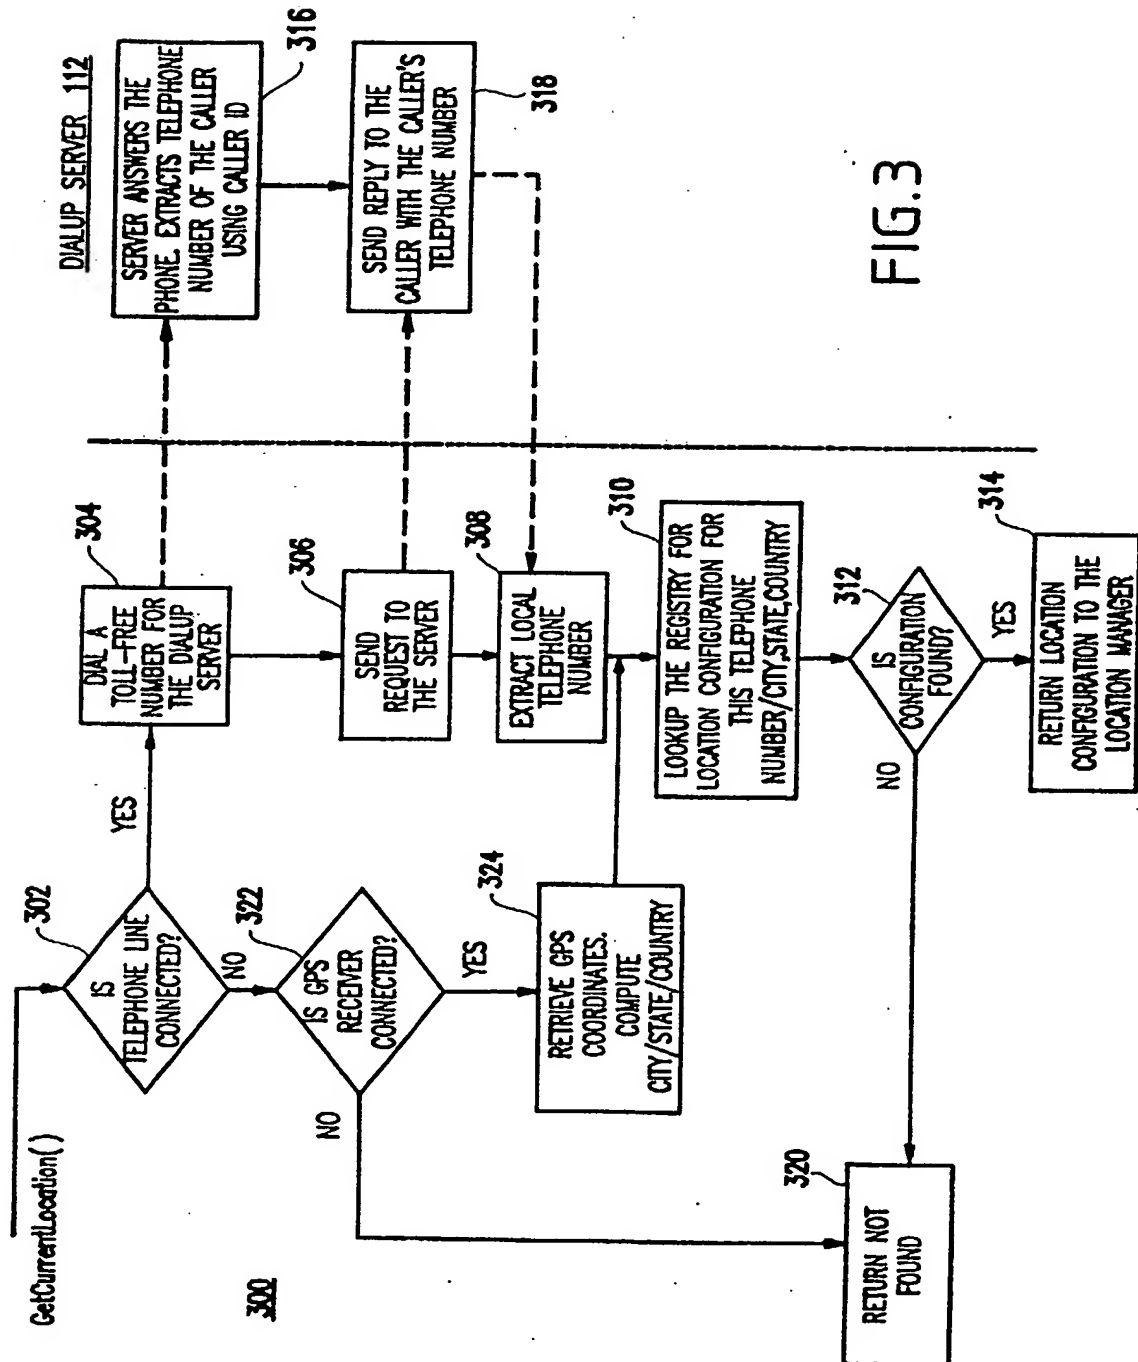 GetCurrentLocation()
300
302
IS
TELEPHONE LINE
CONNECTED?
YES
NO
304
DIAL A
TOLL-FREE
NUMBER FOR
THE DIALUP
SERVER
DIALUP SERVER 112
SERVER ANSWERS THE
PHONE. EXTRACTS TELEPHONE
NUMBER OF THE CALLER
USING CALLER ID
316
322
IS GPS
RECEIVER
CONNECTED?
YES
NO
306
SEND
REQUEST TO
THE SERVER
SEND REPLY TO THE
CALLER WITH THE CALLER'S
TELEPHONE NUMBER
318
324
RETRIEVE GPS
COORDINATES.
COMPUTE
CITY/STATE/COUNTRY
308
EXTRACT LOCAL
TELEPHONE
NUMBER
310
LOOKUP THE REGISTRY FOR
LOCATION CONFIGURATION FOR
THIS TELEPHONE
NUMBER/CITY,STATE,COUNTRY
312
IS
CONFIGURATION
FOUND?
NO
YES
320
RETURN NOT
FOUND
314
RETURN LOCATION
CONFIGURATION TO THE
LOCATION MANAGER
FIG.3